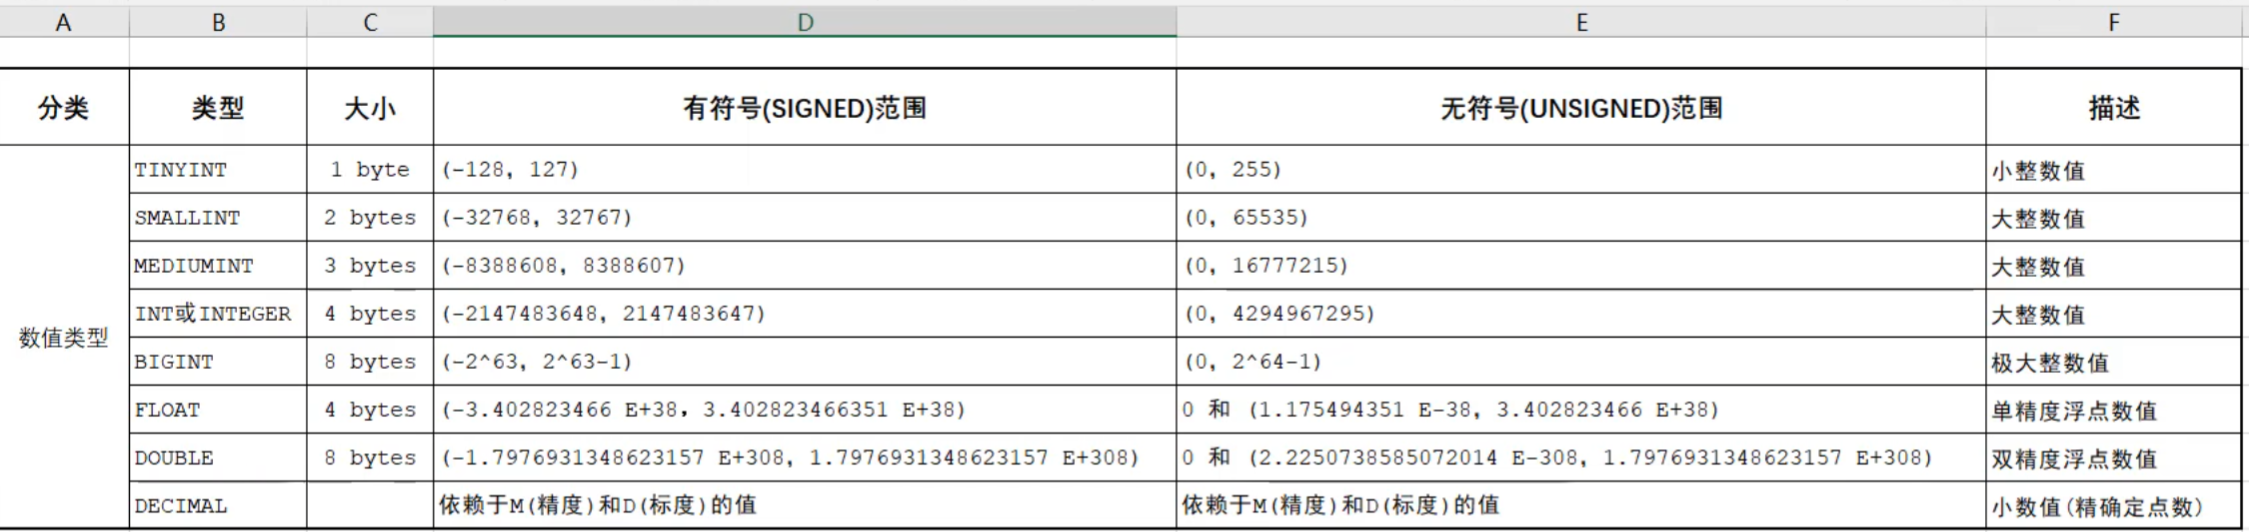 A B C D E F
分类 类型 大小 有符号(SIGNED)范围 无符号(UNSIGNED)范围 描述
TINYINT 1 byte (-128, 127) (0, 255) 小整数值
SMALLINT 2 bytes (-32768, 32767) (0, 65535) 大整数值
MEDIUMINT 3 bytes (-8388608, 8388607) (0, 16777215) 大整数值
INT或INTEGER 4 bytes (-2147483648, 2147483647) (0, 4294967295) 大整数值
数值类型
BIGINT 8 bytes (-2^63, 2^63-1) (0, 2^64-1) 极大整数值
FLOAT 4 bytes (-3.402823466 E+38, 3.402823466351 E+38) 0 和 (1.175494351 E-38, 3.402823466 E+38) 单精度浮点数值
DOUBLE 8 bytes (-1.7976931348623157 E+308, 1.7976931348623157 E+308) 0 和 (2.2250738585072014 E-308, 1.7976931348623157 E+308) 双精度浮点数值
DECIMAL 依赖于M(精度)和D(标度)的值 依赖于M(精度)和D(标度)的值 小数值(精确定点数)